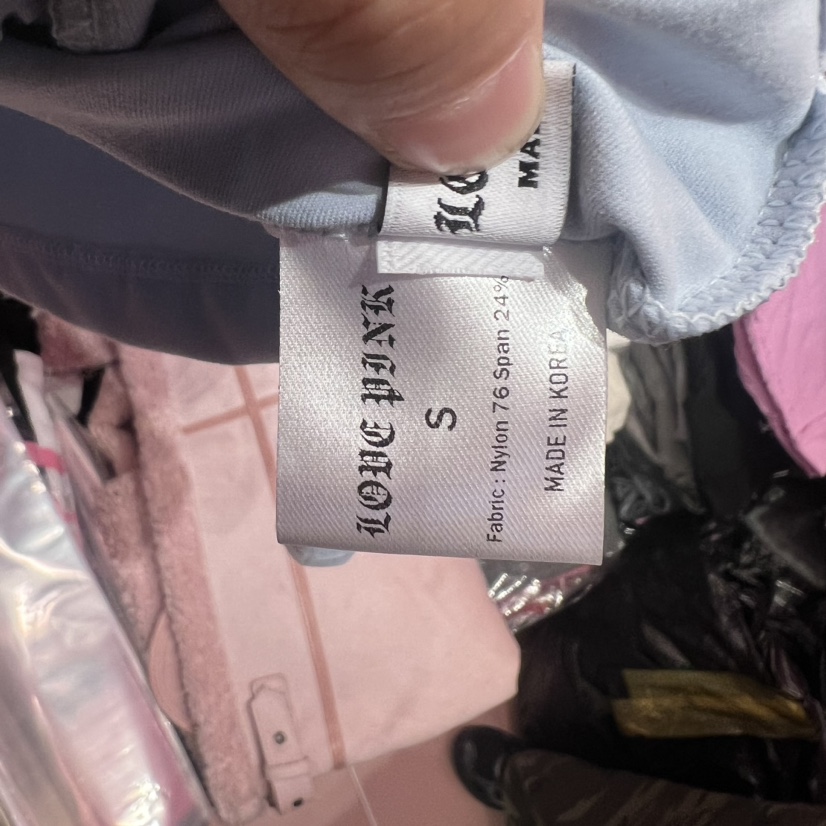 LOVE PINK
S
Fabric : Nylon 76 Span 24%
MADE IN KOREA